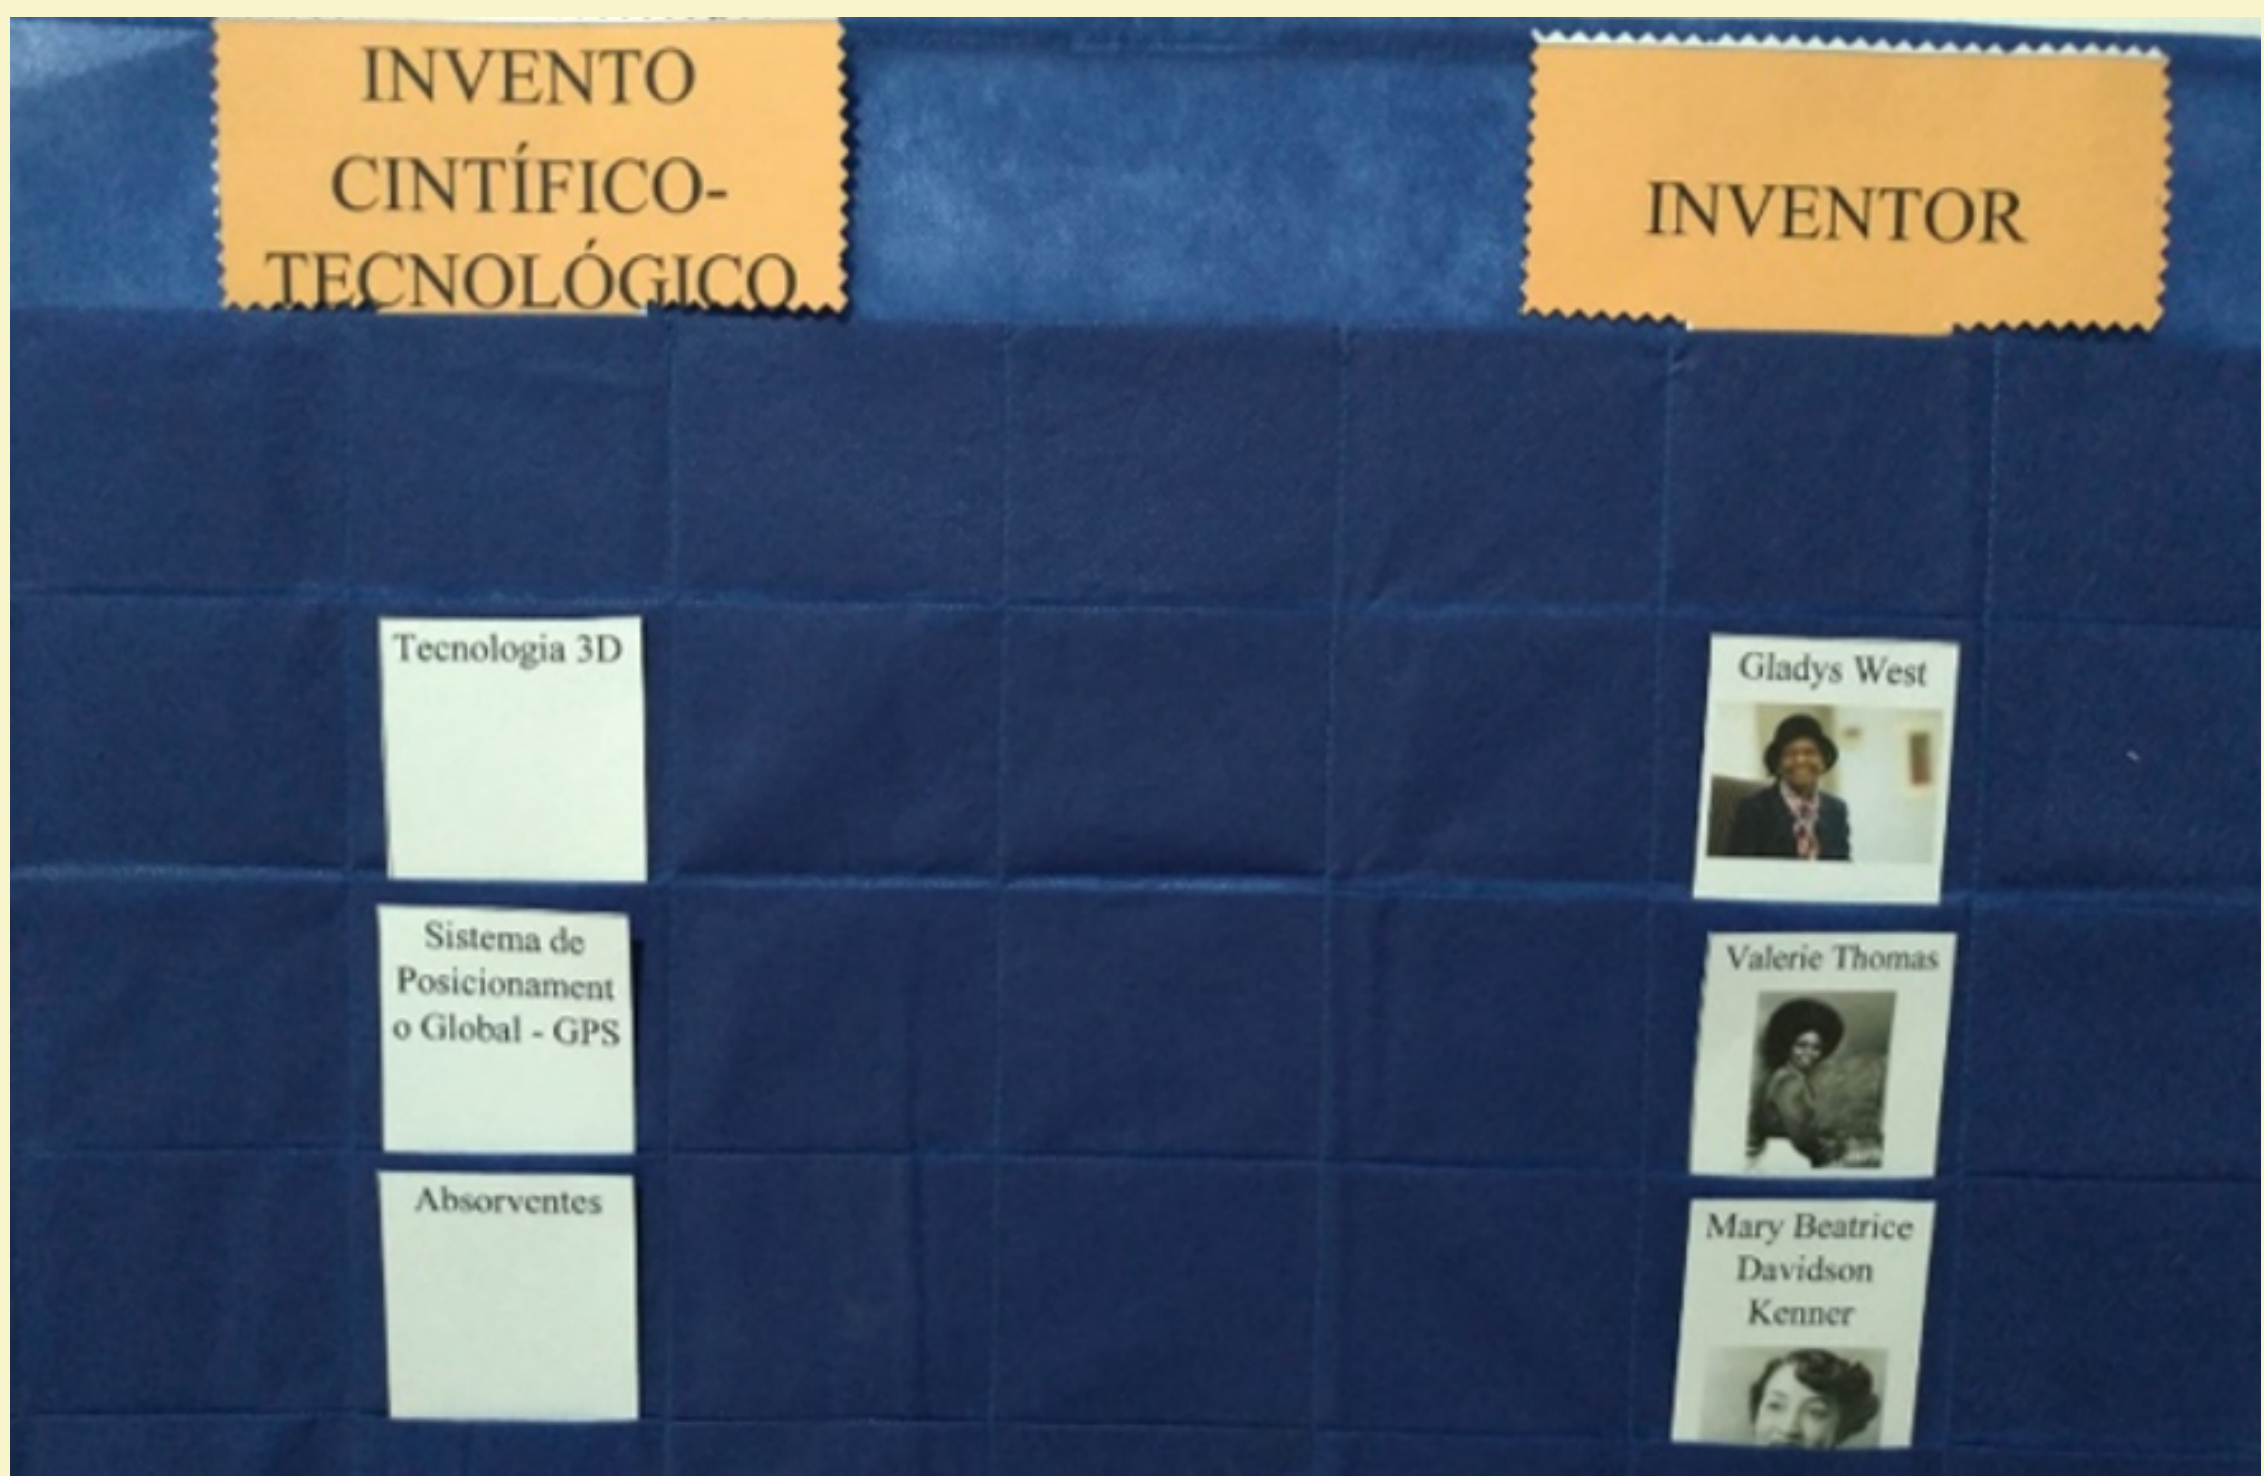 INVENTO
CINTÍFICO-
TECNOLÓGICO
INVENTOR
Tecnologia 3D
Gladys West
Sistema de
Posicionament
o Global - GPS
Valerie Thomas
Absorventes
Mary Beatrice
Davidson
Kenner